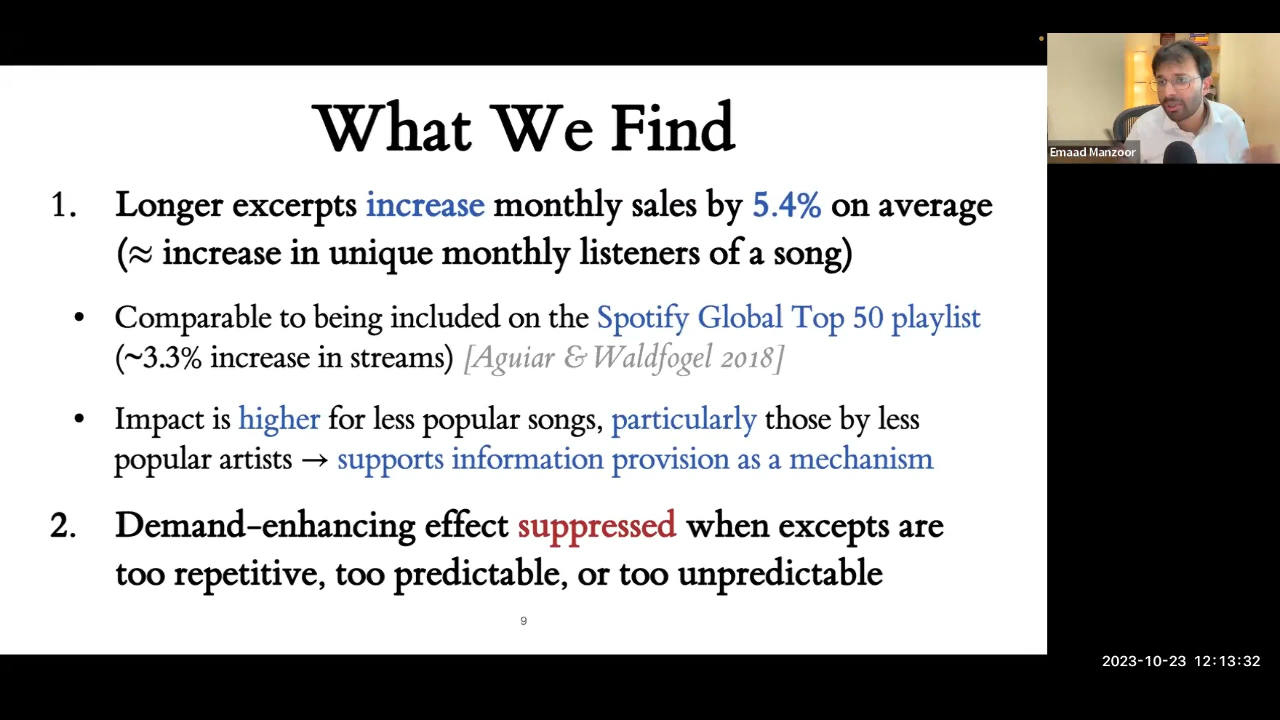 What We Find
1. Longer excerpts increase monthly sales by 5.4% on average
(≈ increase in unique monthly listeners of a song)
• Comparable to being included on the Spotify Global Top 50 playlist
(~3.3% increase in streams) [Aguiar & Waldfogel 2018]
• Impact is higher for less popular songs, particularly those by less
popular artists → supports information provision as a mechanism
2. Demand-enhancing effect suppressed when excepts are
too repetitive, too predictable, or too unpredictable
9
Emaad Manzoor
2023-10-23 12:13:32